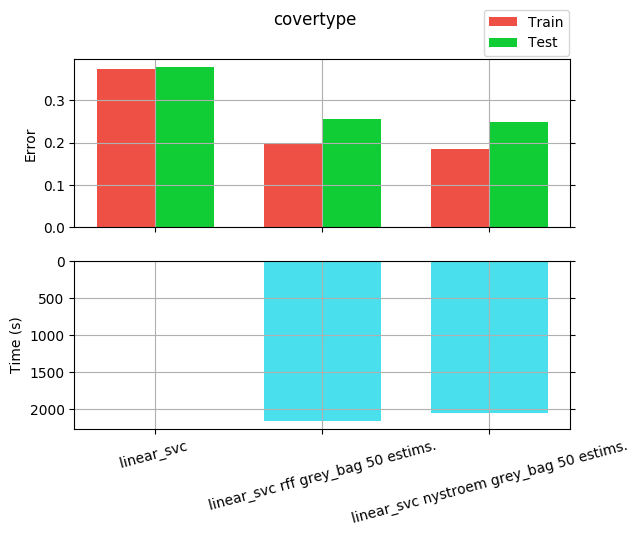 covertype
Train
Test
Error
0.3
0.2
0.1
0.0
Time (s)
0
500
1000
1500
2000
linear_svc
linear_svc rff grey_bag 50 estims.
linear_svc nystroem grey_bag 50 estims.